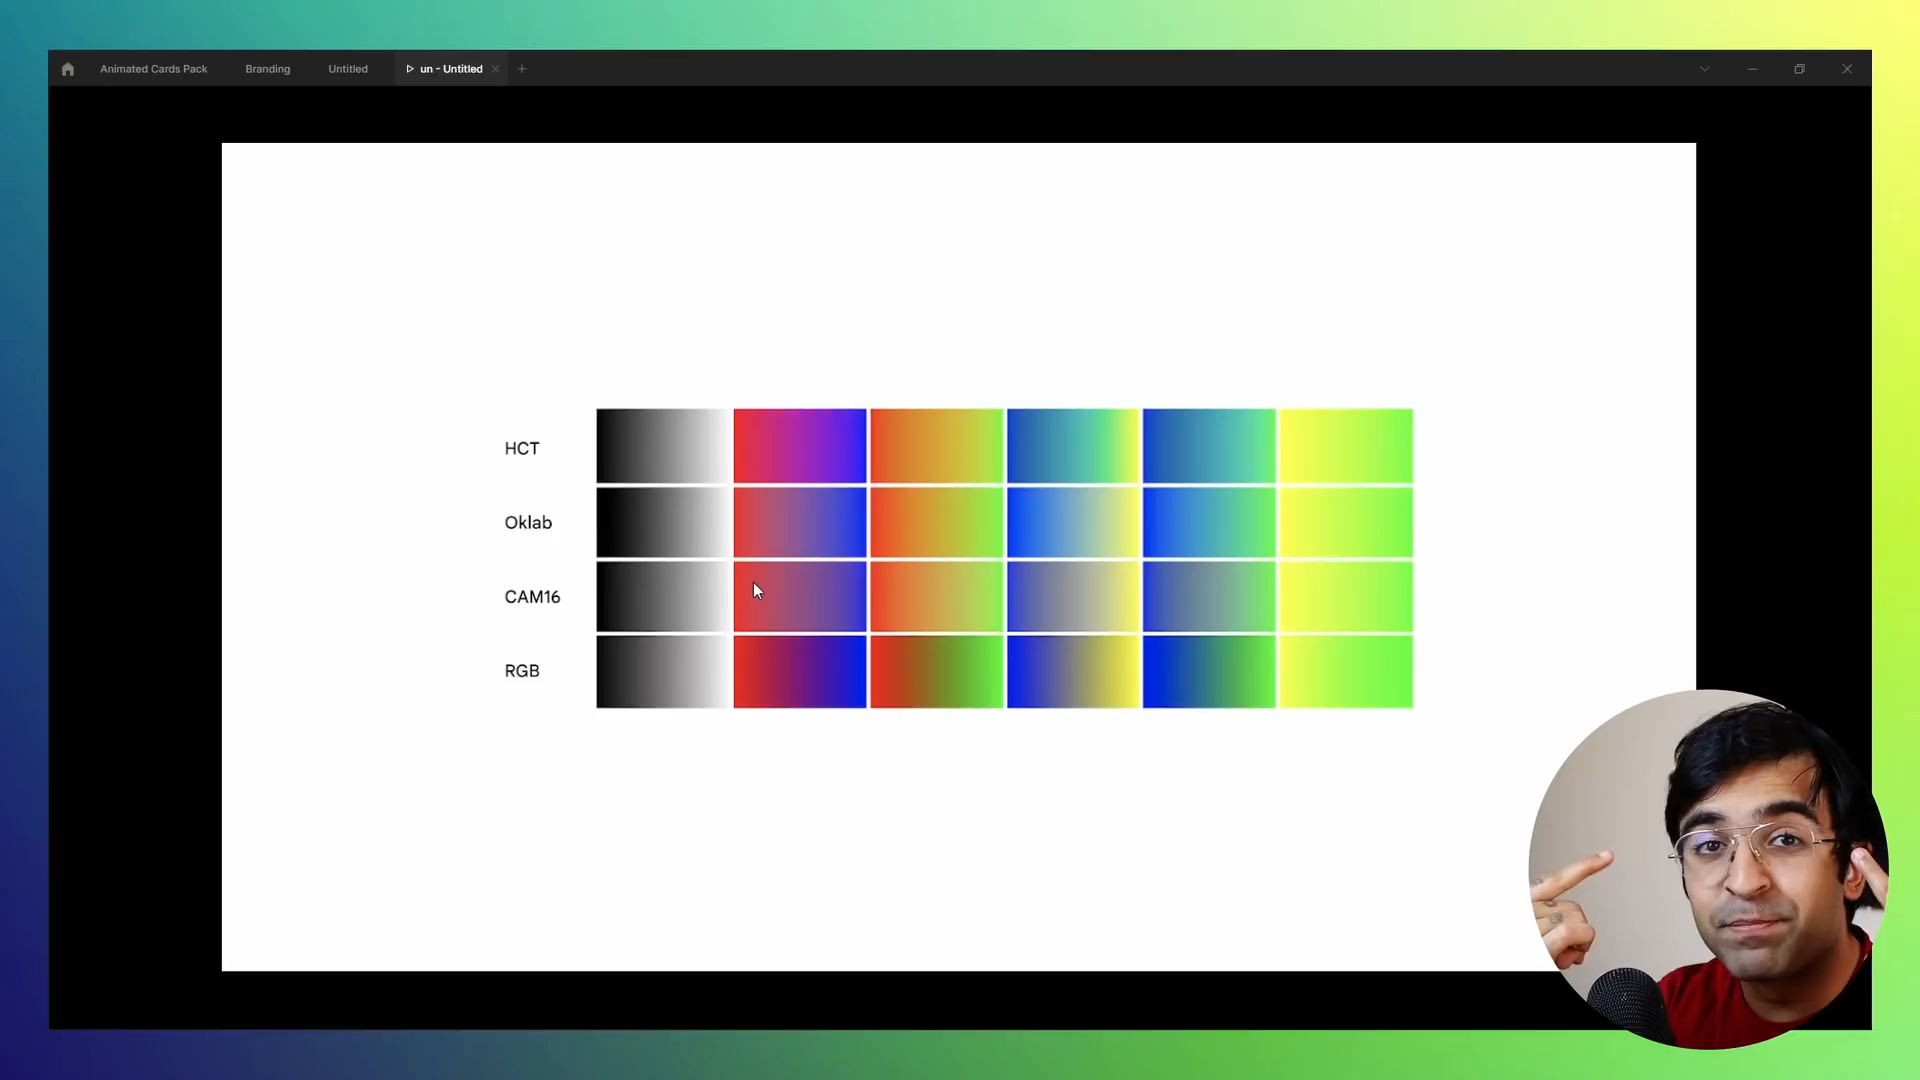 Animated Cards Pack
Branding
Untitled
un - Untitled
HCT
Oklab
CAM16
RGB